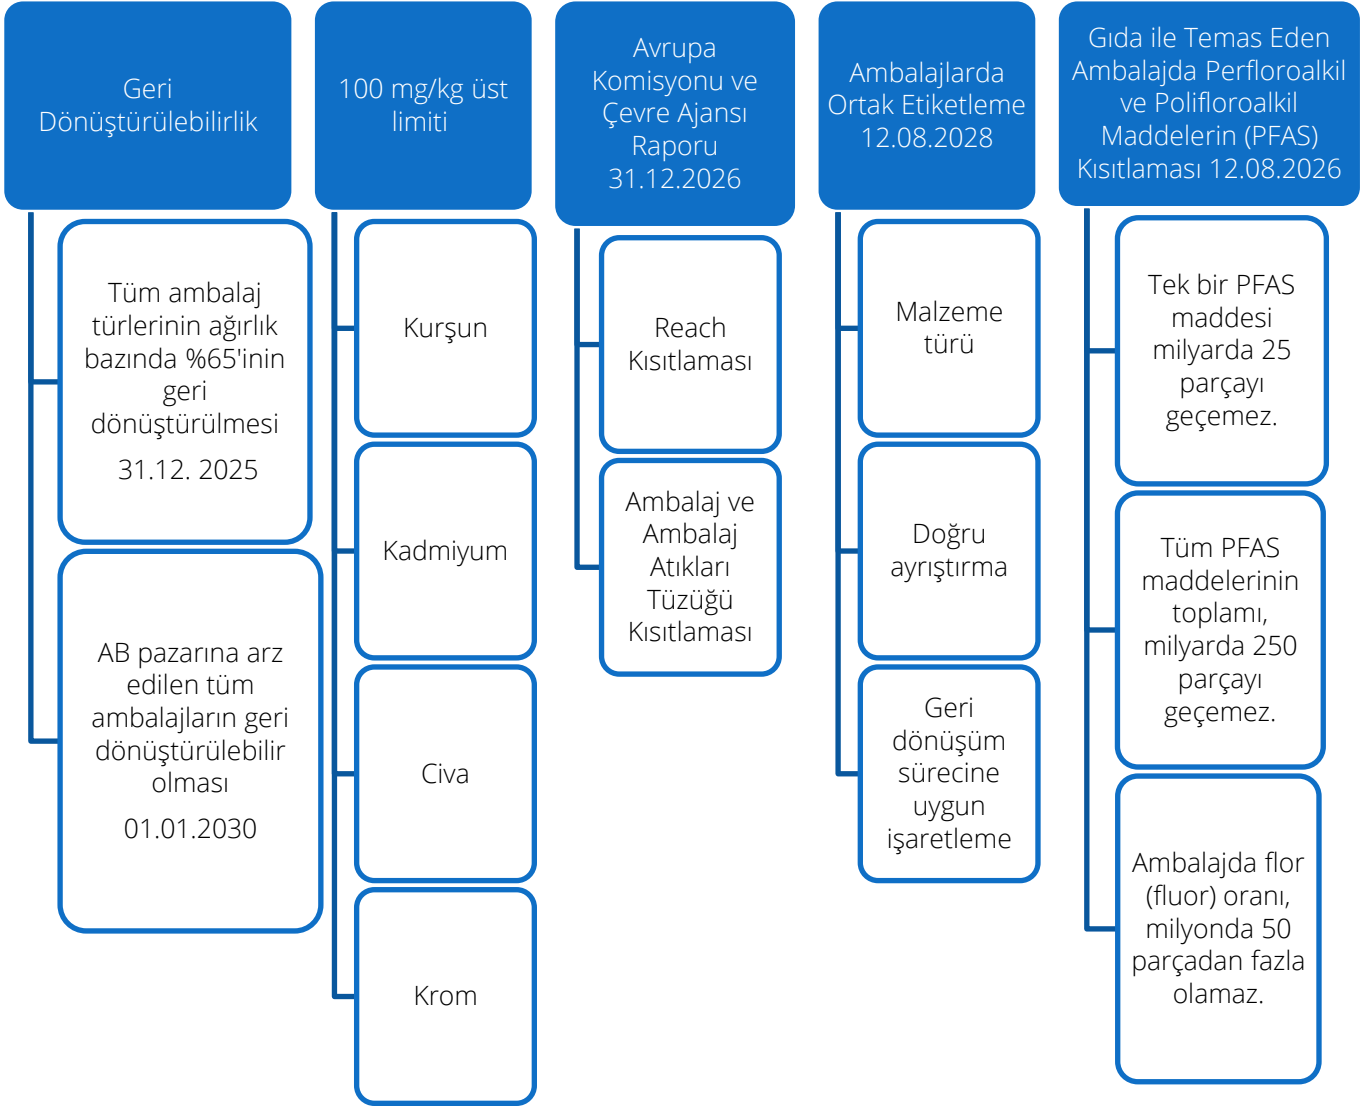 Geri
Dönüştürülebilirlik
Tüm ambalaj
türlerinin ağırlık
bazında %65'inin
geri
dönüştürülmesi
31.12. 2025
AB pazarına arz
edilen tüm
ambalajların geri
dönüştürülebilir
olması
01.01.2030
100 mg/kg üst
limiti
Kurşun
Kadmiyum
Civa
Krom
Avrupa
Komisyonu ve
Çevre Ajansı
Raporu
31.12.2026
Reach
Kısıtlaması
Ambalaj ve
Ambalaj
Atıkları
Tüzüğü
Kısıtlaması
Ambalajlarda
Ortak Etiketleme
12.08.2028
Malzeme
türü
Doğru
ayrıştırma
Geri
dönüşüm
sürecine
uygun
işaretleme
Gıda ile Temas Eden
Ambalajda Perfloroalkil
ve Polifloroalkil
Maddelerin (PFAS)
Kısıtlaması 12.08.2026
Tek bir PFAS
maddesi
milyarda 25
parçayı
geçemez.
Tüm PFAS
maddelerinin
toplamı,
milyarda 250
parçayı
geçemez.
Ambalajda flor
(fluor) oranı,
milyonda 50
parçadan fazla
olamaz.